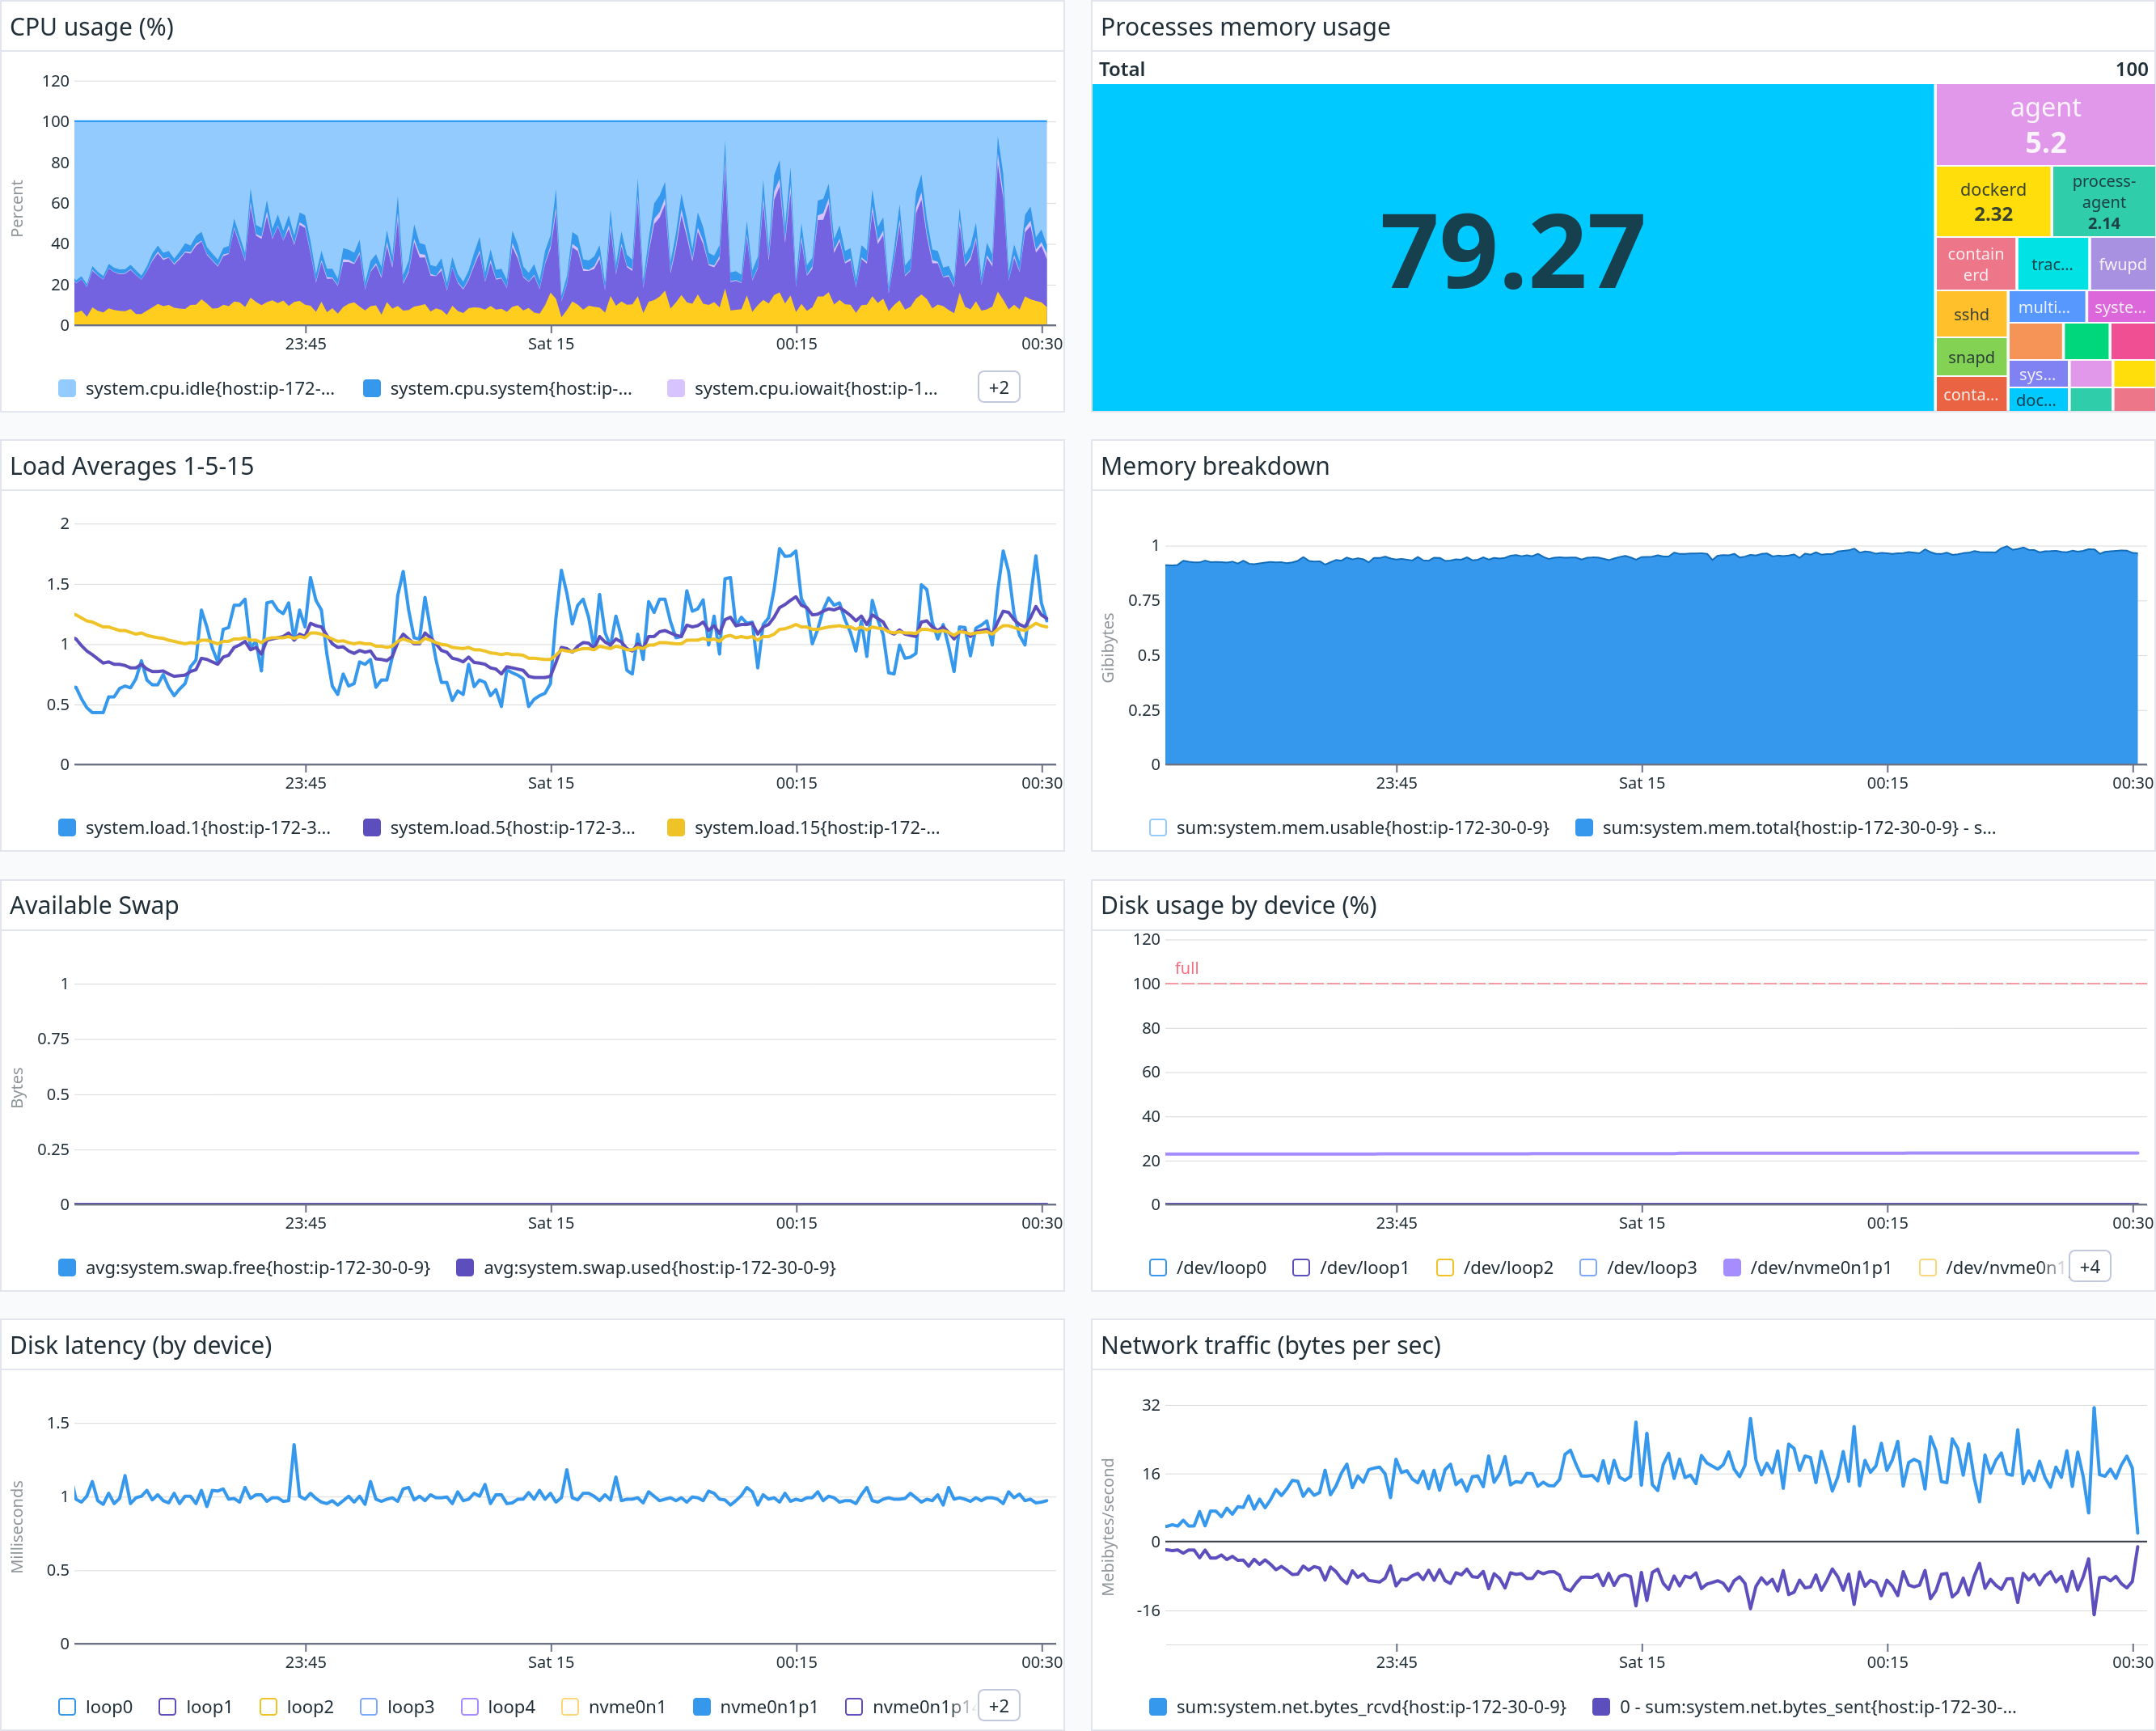 CPU usage (%)
120
100
80
60
40
20
0
Percent
23:45
Sat 15
00:15
00:30
system.cpu.idle{host:ip-172-...
system.cpu.system{host:ip-...
system.cpu.iowait{host:ip-1...
+2
Processes memory usage
Total 100
79.27
agent
5.2
dockerd
2.32
process-
agent
2.14
contain
erd
trac...
fwupd
sshd
multi...
syste...
snapd
sys...
conta...
doc...
Load Averages 1-5-15
2
1.5
1
0.5
0
23:45
Sat 15
00:15
00:30
system.load.1{host:ip-172-3...
system.load.5{host:ip-172-3...
system.load.15{host:ip-172-...
Memory breakdown
1
0.75
0.5
0.25
0
Gibibytes
23:45
Sat 15
00:15
00:30
sum:system.mem.usable{host:ip-172-30-0-9}
sum:system.mem.total{host:ip-172-30-0-9} - s...
Available Swap
1
0.75
0.5
0.25
0
Bytes
23:45
Sat 15
00:15
00:30
avg:system.swap.free{host:ip-172-30-0-9}
avg:system.swap.used{host:ip-172-30-0-9}
Disk usage by device (%)
120
full
100
80
60
40
20
0
23:45
Sat 15
00:15
00:30
/dev/loop0
/dev/loop1
/dev/loop2
/dev/loop3
/dev/nvme0n1p1
/dev/nvme0n1
+4
Disk latency (by device)
1.5
1
0.5
0
Milliseconds
23:45
Sat 15
00:15
00:30
loop0
loop1
loop2
loop3
loop4
nvme0n1
nvme0n1p1
nvme0n1p1
+2
Network traffic (bytes per sec)
32
16
0
-16
Mebibytes/second
23:45
Sat 15
00:15
00:30
sum:system.net.bytes_rcvd{host:ip-172-30-0-9}
0 - sum:system.net.bytes_sent{host:ip-172-30-...